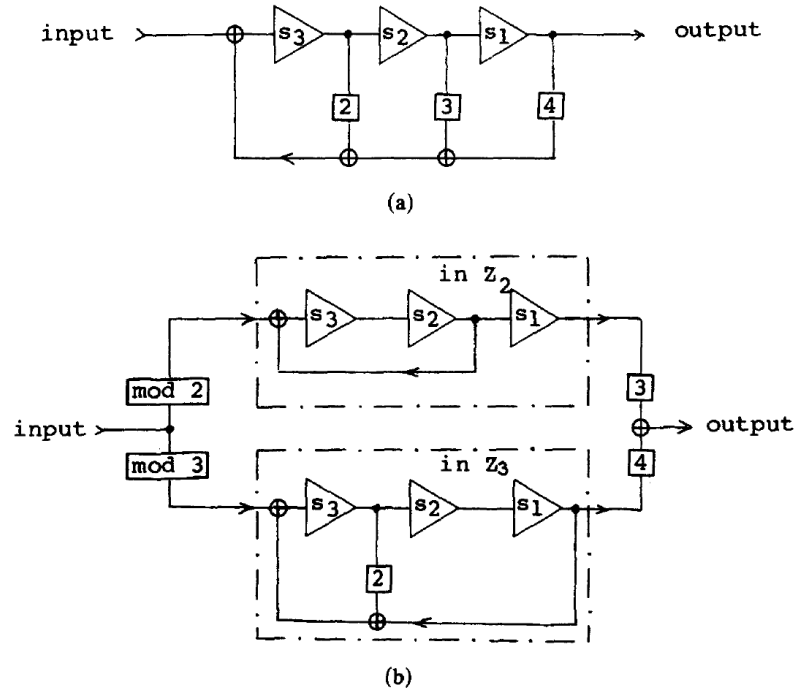 input
s3
s2
s1
output
2
3
4
(a)
in Z2
s3
s2
s1
mod 2
3
input
output
mod 3
4
in Z3
s3
s2
s1
2
(b)